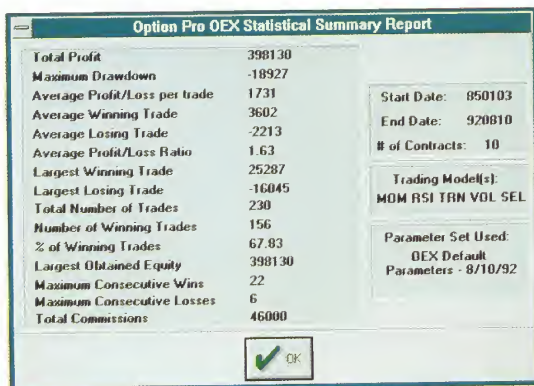 Option Pro OEX Statistical Summary Report
Total Profit 398130
Maximum Drawdown -18927
Average Profit/Loss per trade 1731
Average Winning Trade 3602
Average Losing Trade -2213
Average Profit/Loss Ratio 1.63
Largest Winning Trade 25287
Largest Losing Trade -16045
Total Number of Trades 230
Number of Winning Trades 156
% of Winning Trades 67.83
Largest Obtained Equity 398130
Maximum Consecutive Wins 22
Maximum Consecutive Losses 6
Total Commissions 46000
Start Date: 850103
End Date: 920810
# of Contracts: 10
Trading Model(s):
MOM RSI TRN VOL SEL
Parameter Set Used:
OEX Default
Parameters - 8/10/92
OK